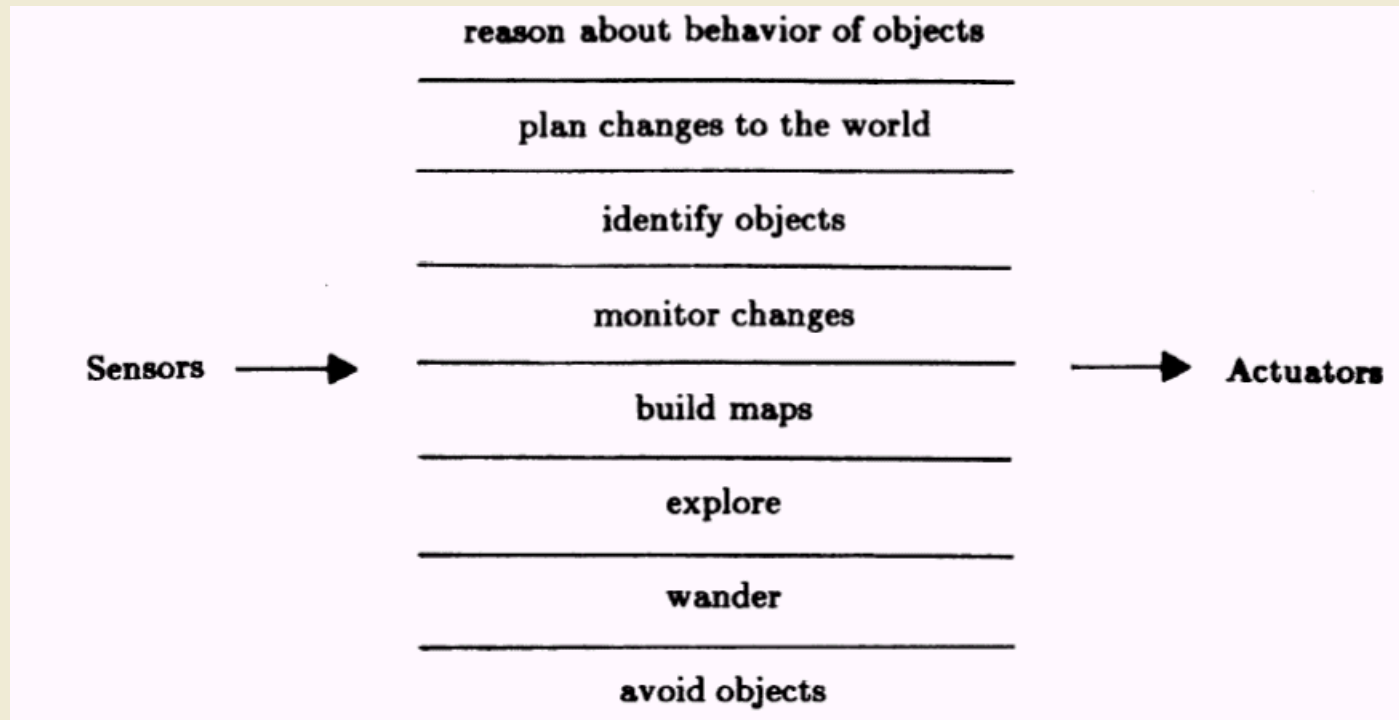 reason about behavior of objects
plan changes to the world
identify objects
monitor changes
Sensors
Actuators
build maps
explore
wander
avoid objects